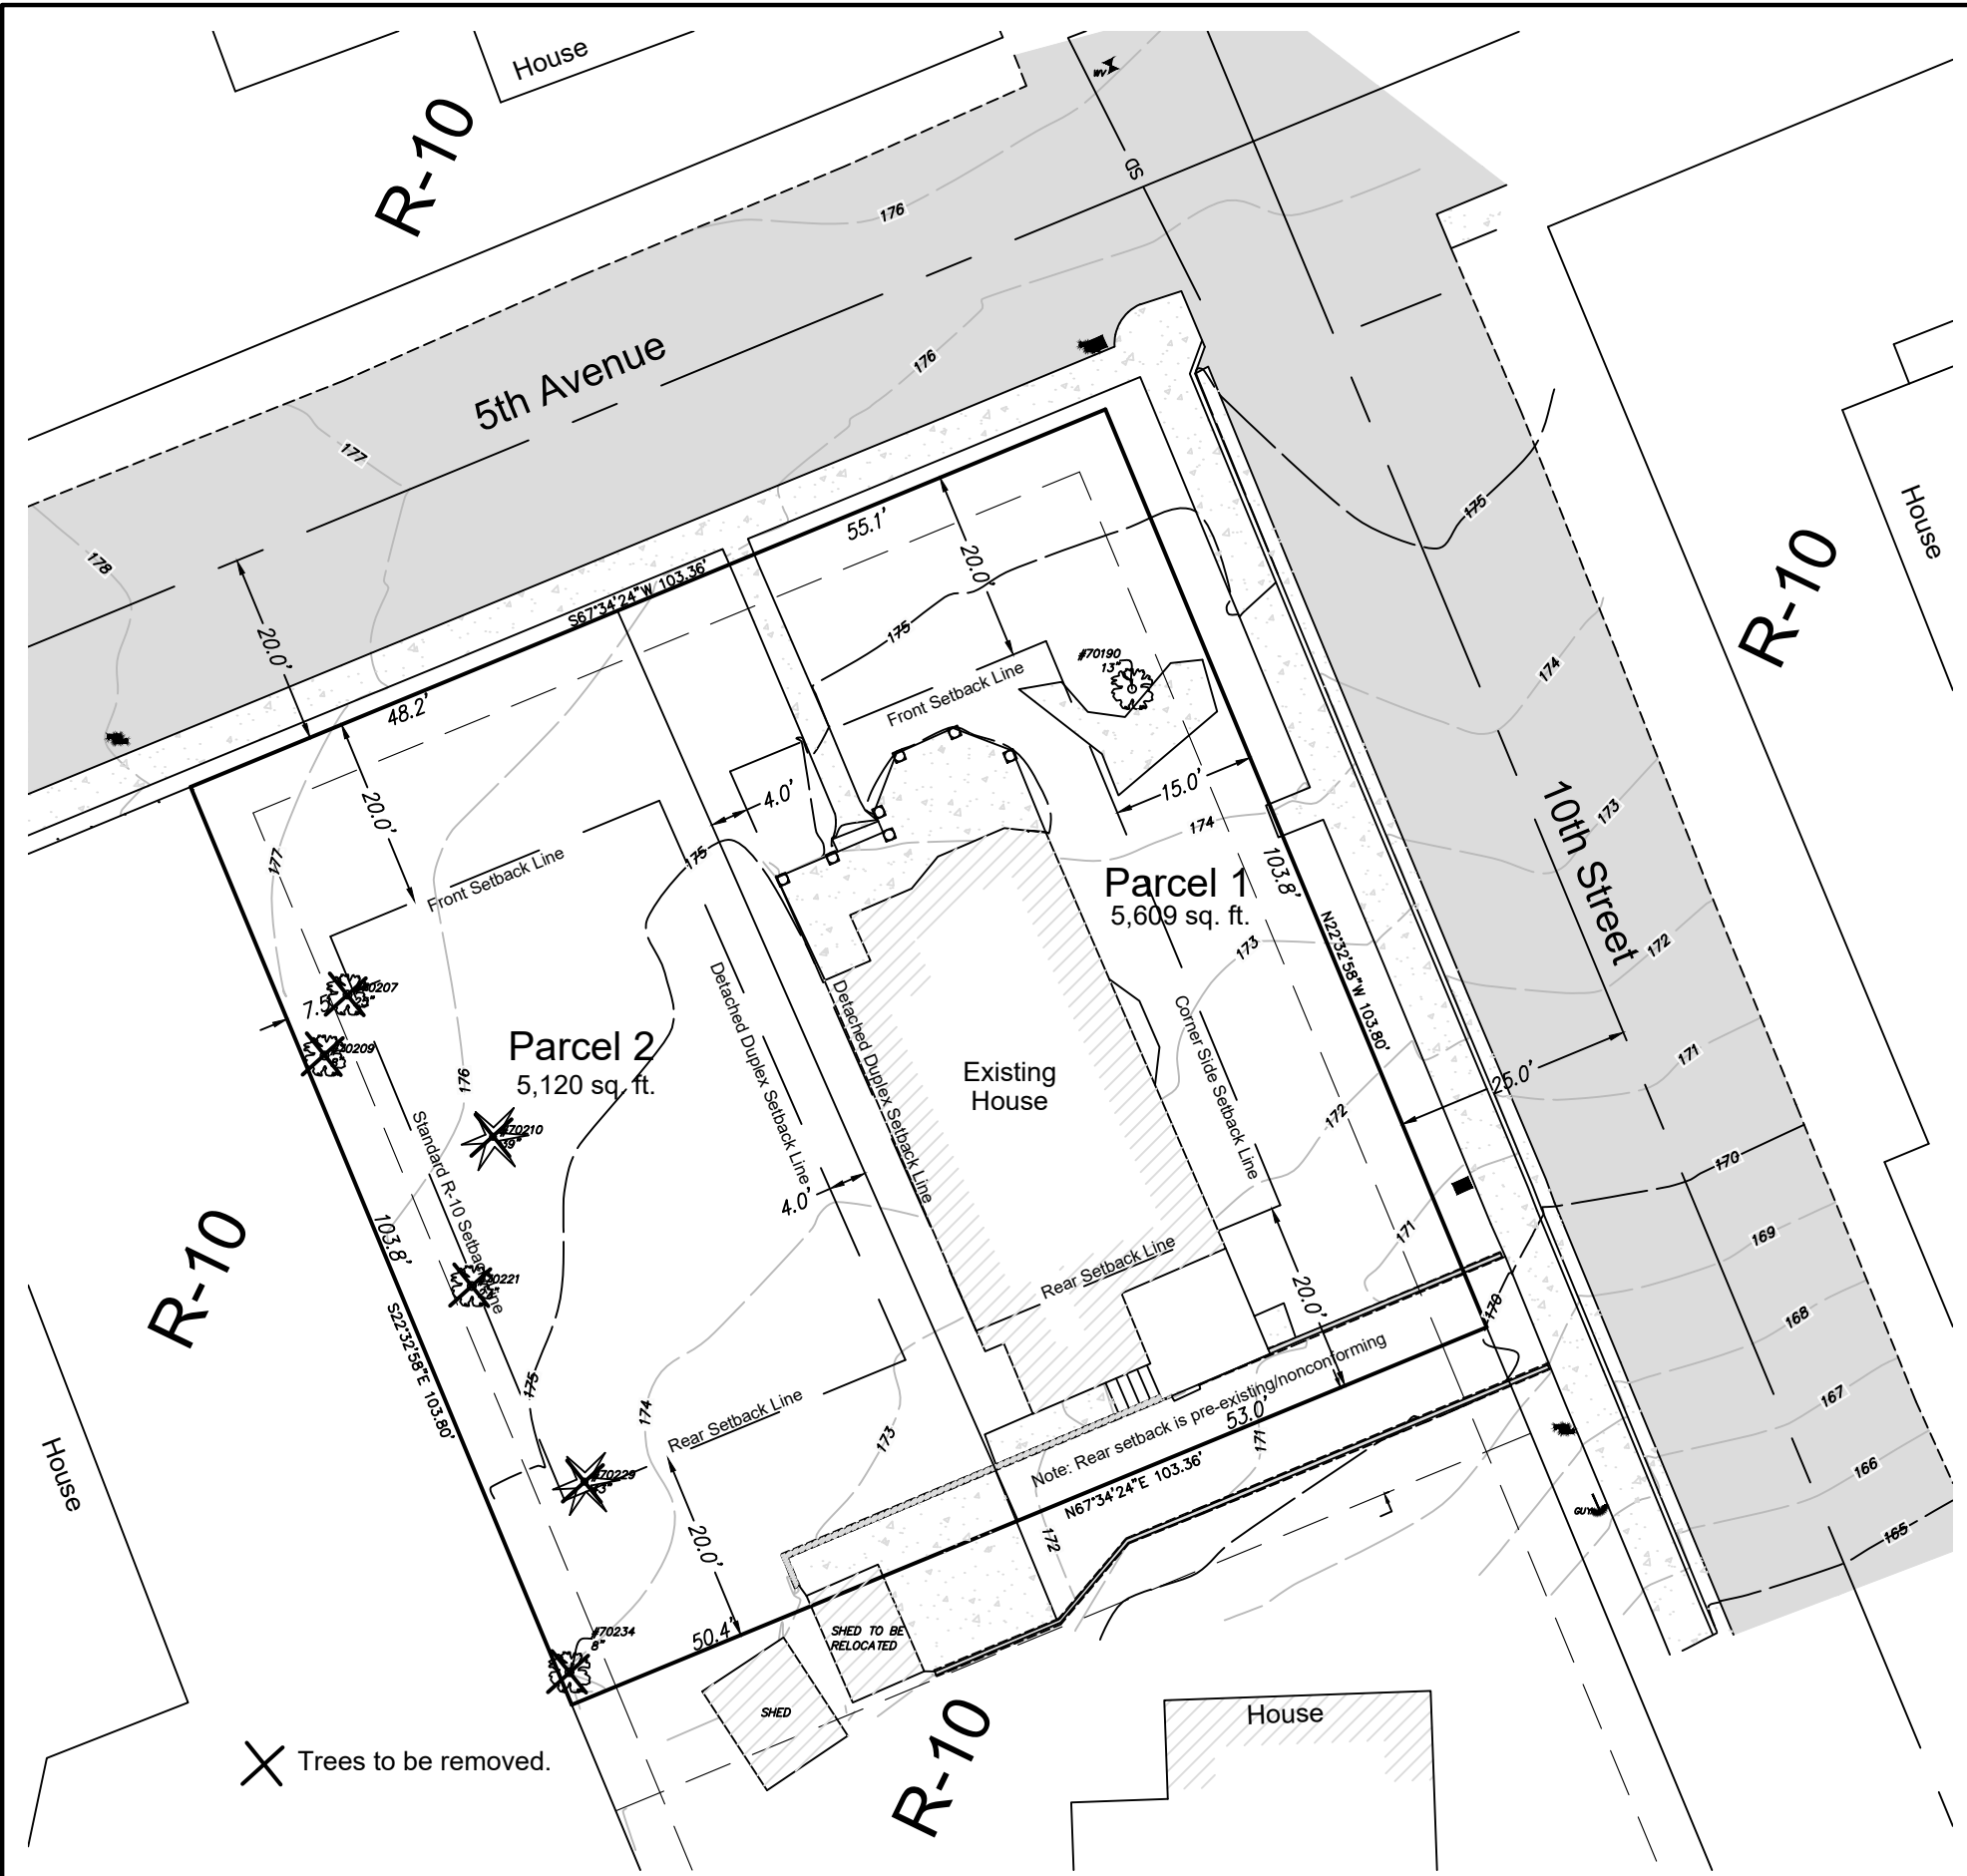 House
R-10
WV
SD
176
5th Avenue
176
177
178
House
175
R-10
55.1'
20.0'
20.0'
S67°34'24"W 103.36'
175
48.2'
#70190
13"
174
Front Setback Line
20.0'
4.0'
15.0'
174
10th Street
173
177
175
Front Setback Line
103.8'
Parcel 1
5,609 sq. ft.
173
172
N22°32'58"W 103.80'
Detached Duplex Setback Line
Detached Duplex Setback Line
Corner Side Setback Line
7.5
Parcel 2
5,120 sq. ft.
176
Existing
House
171
25.0'
172
#70210
39"
Standard R-10 Setback Line
170
4.0'
103.8'
R-10
171
169
Rear Setback Line
20.0'
170
168
S22°32'58"E 103.80'
175
174
Rear Setback Line
173
Note: Rear setback is pre-existing/nonconforming
53.0'
171
167
N67°34'24"E 103.36'
166
House
GUY
165
20.0'
172
#70234
8"
50.4'
SHED TO BE
RELOCATED
SHED
House
R-10
Trees to be removed.